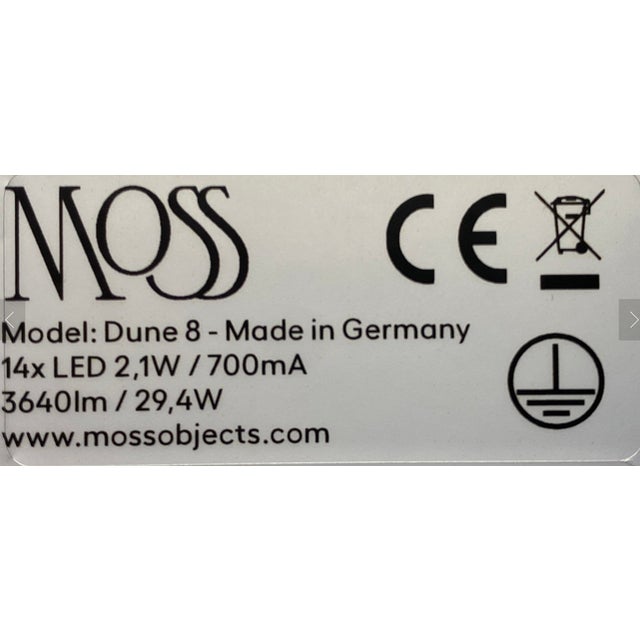 MOSS
CE
Model: Dune 8 - Made in Germany
14x LED 2,1W / 700mA
3640lm / 29,4W
www.mossobjects.com